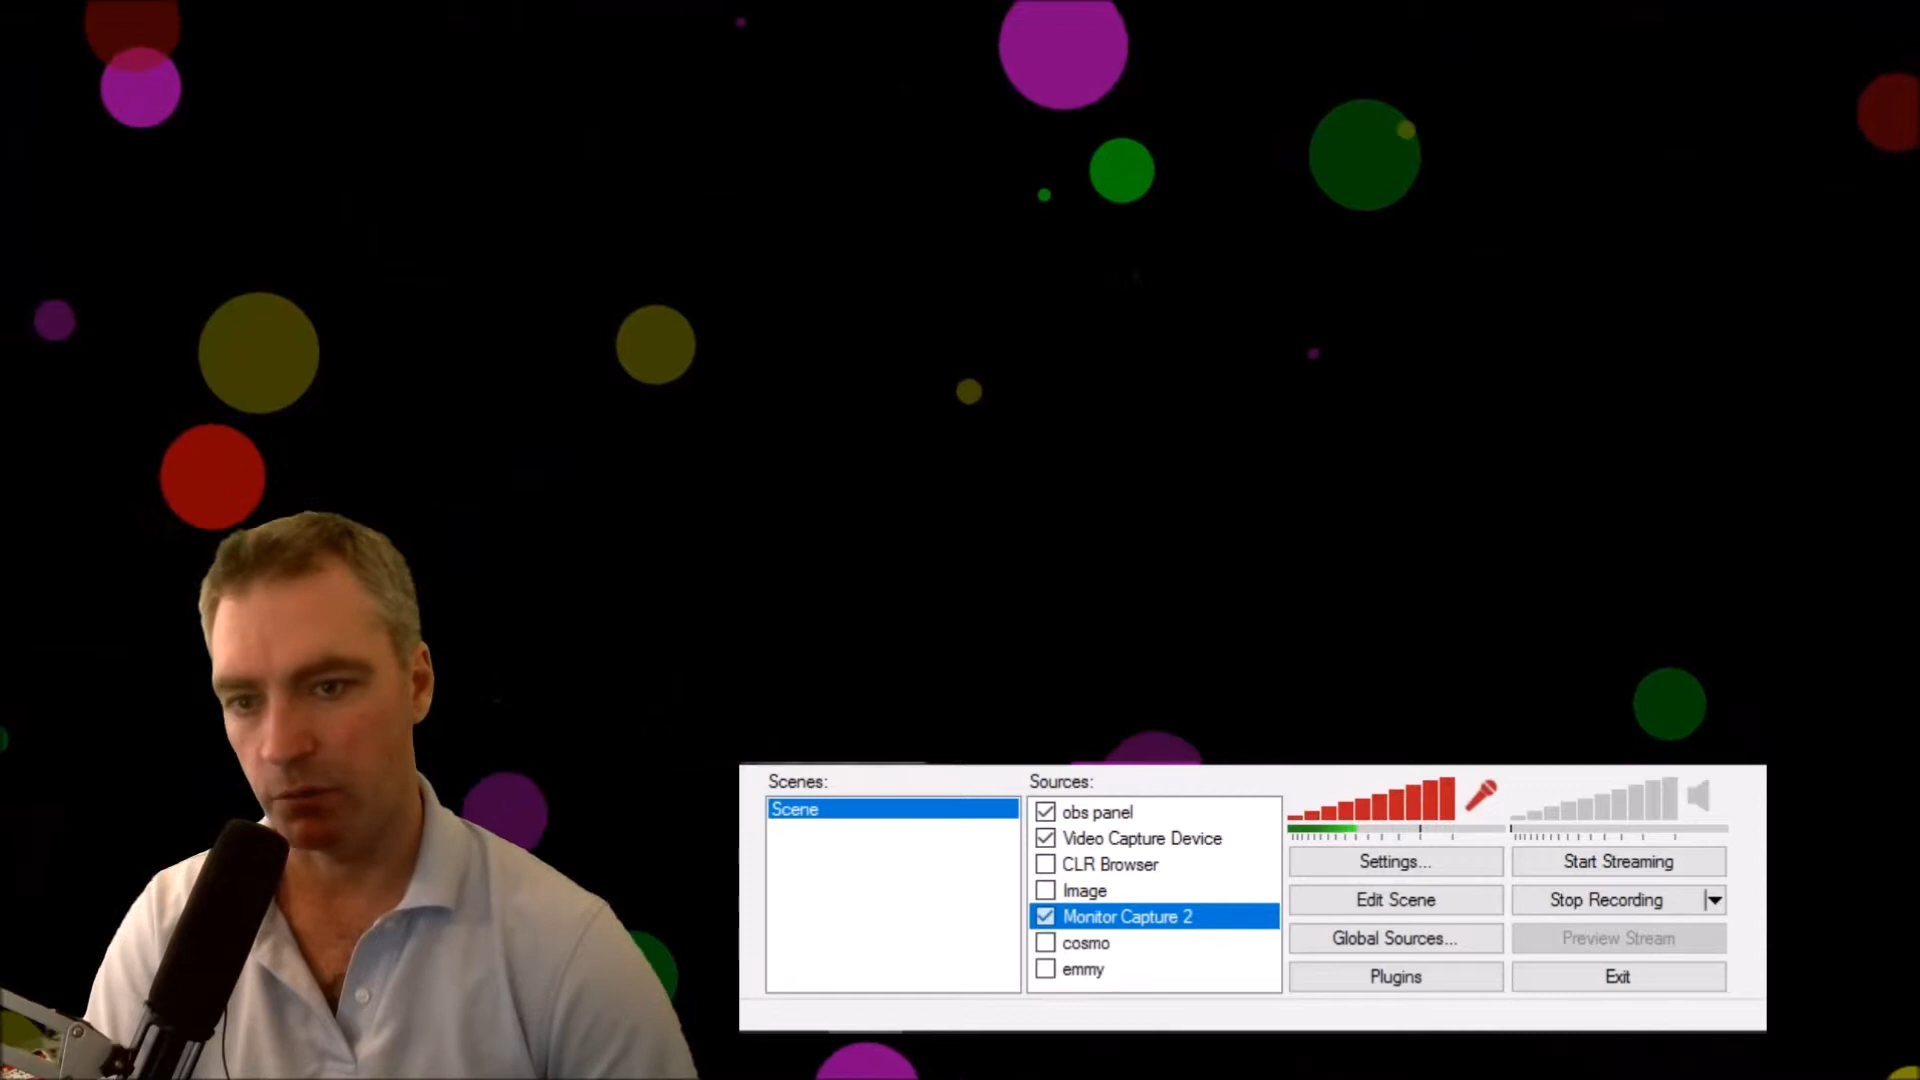 Scenes:
Scene
Sources:
obs panel
Video Capture Device
CLR Browser
Image
Monitor Capture 2
cosmo
emmy
Settings...
Start Streaming
Edit Scene
Stop Recording
Global Sources...
Preview Stream
Plugins
Exit